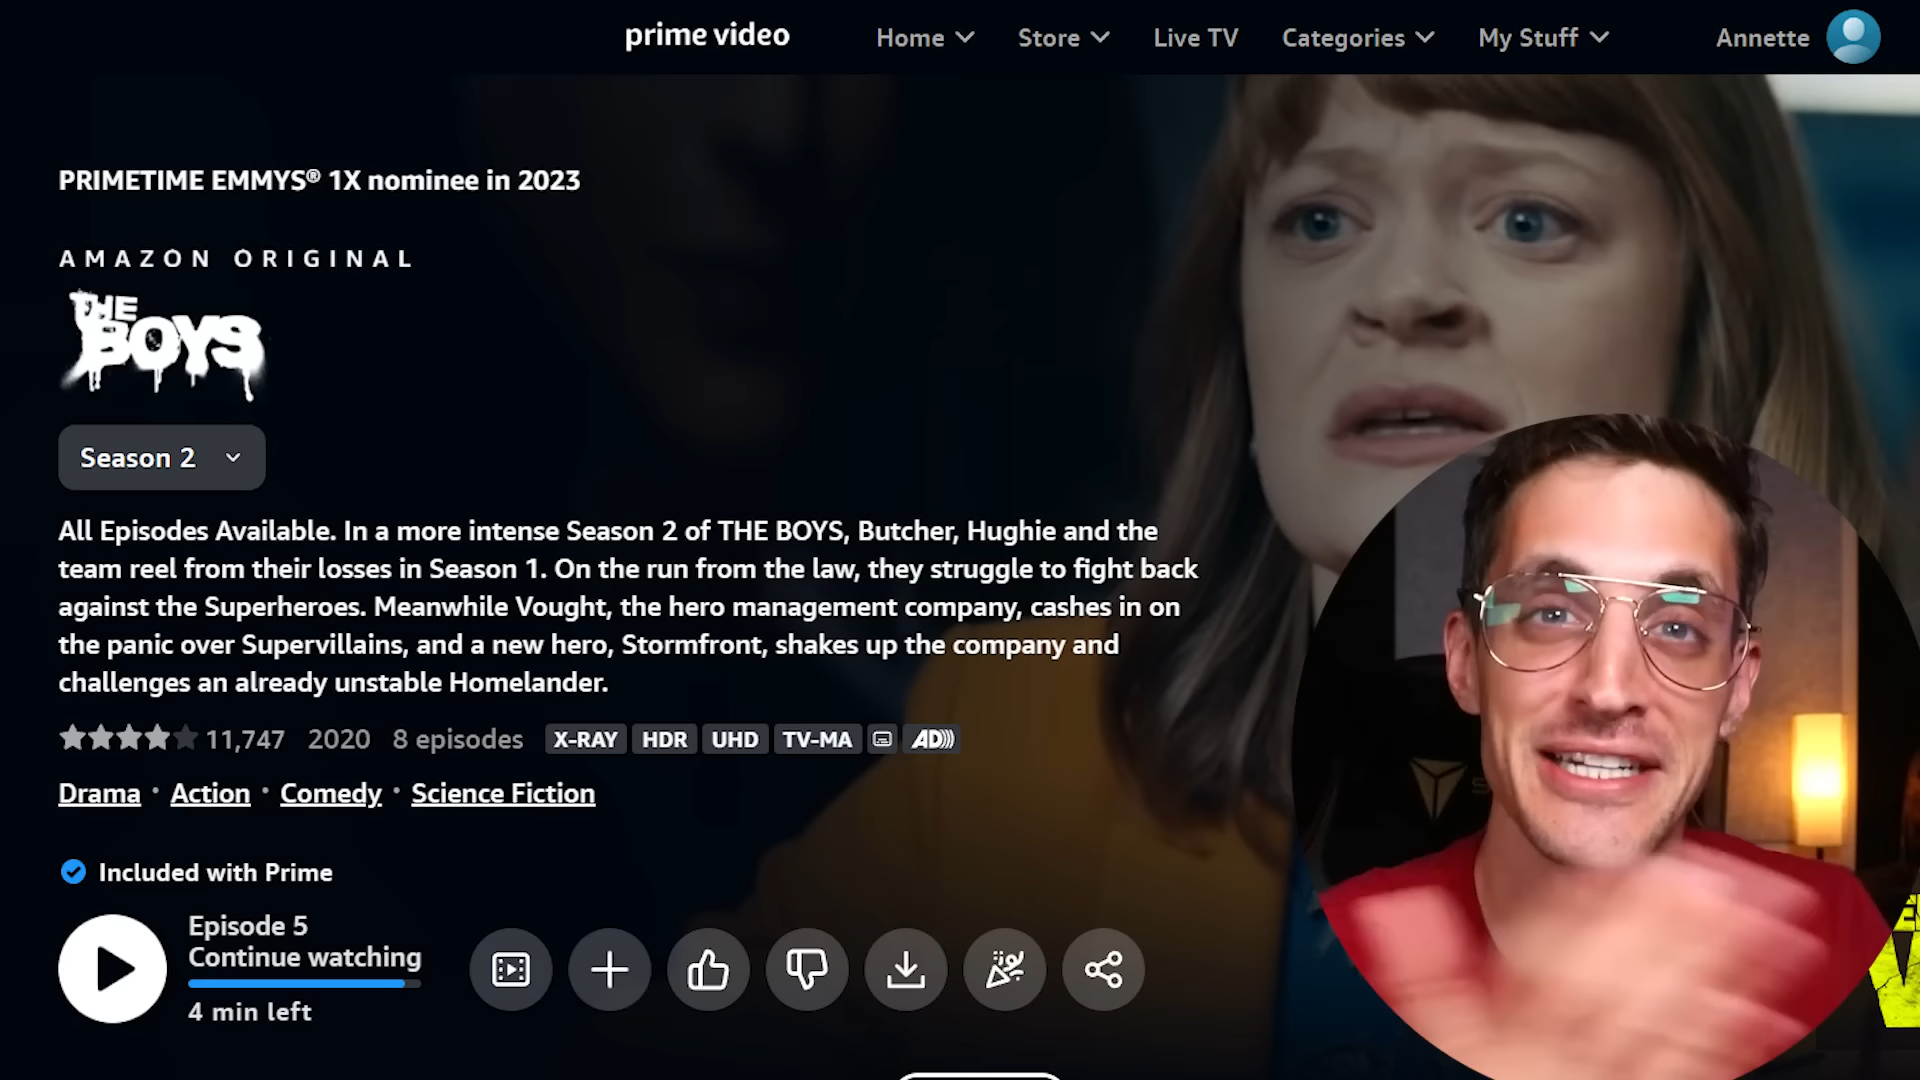 prime video
Home
Store
Live TV
Categories
My Stuff
Annette
PRIMETIME EMMYS® 1X nominee in 2023
AMAZON ORIGINAL
THE
BOYS
Season 2
All Episodes Available. In a more intense Season 2 of THE BOYS, Butcher, Hughie and the
team reel from their losses in Season 1. On the run from the law, they struggle to fight back
against the Superheroes. Meanwhile Vought, the hero management company, cashes in on
the panic over Supervillains, and a new hero, Stormfront, shakes up the company and
challenges an already unstable Homelander.
11,747 2020 8 episodes X-RAY HDR UHD TV-MA AD)))
Drama • Action • Comedy • Science Fiction
Included with Prime
Episode 5
Continue watching
4 min left